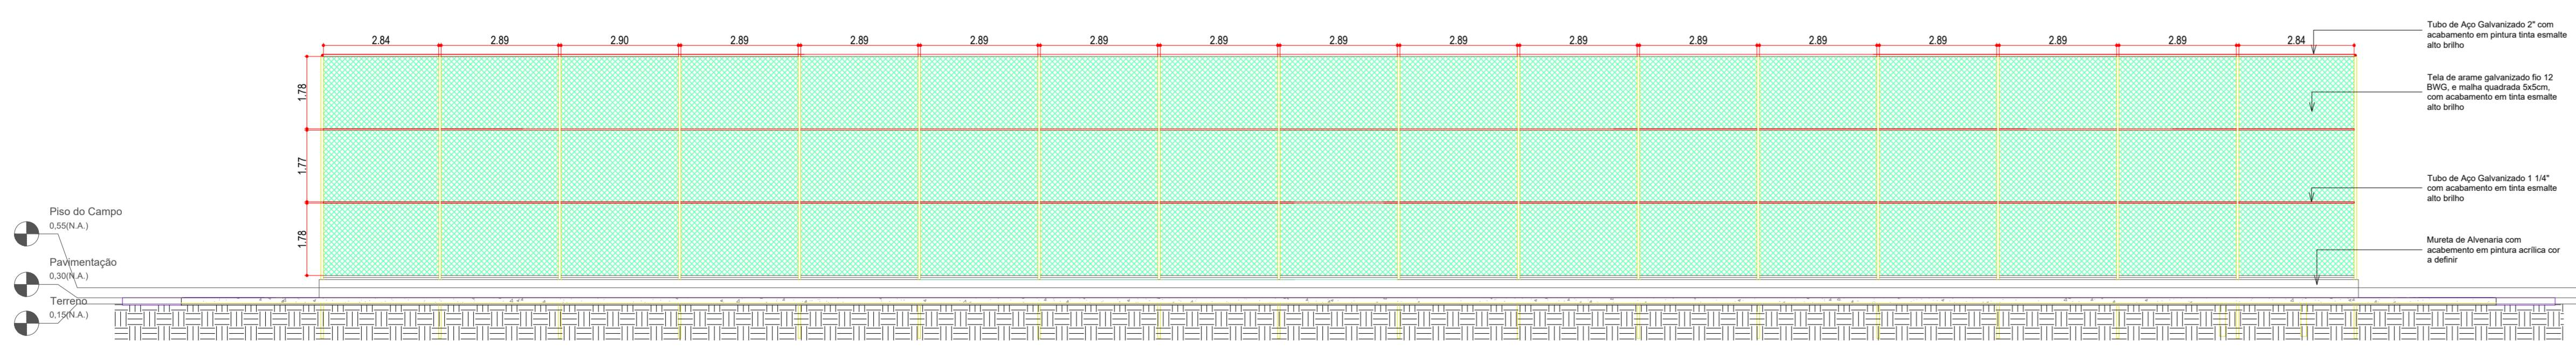 2.84
2.89
2.90
2.89
2.89
2.89
2.89
2.89
2.89
2.89
2.89
2.89
2.89
2.89
2.89
2.89
2.84
1.78
1.77
1.78
Tubo de Aço Galvanizado 2" com
acabamento em pintura tinta esmalte
alto brilho
Tela de arame galvanizado fio 12
BWG, e malha quadrada 5x5cm,
com acabamento em tinta esmalte
alto brilho
Tubo de Aço Galvanizado 1 1/4"
com acabamento em tinta esmalte
alto brilho
Mureta de Alvenaria com
acabemento em pintura acrílica cor
a definir
Piso do Campo
0,55(N.A.)
Pavimentação
0,30(N.A.)
Terreno
0,15(N.A.)